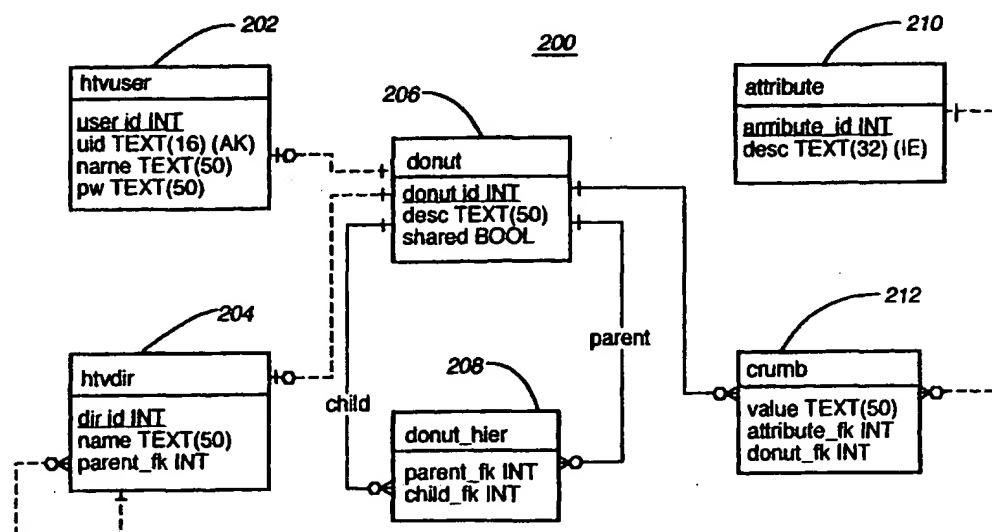 202
200
210
htvuser
user id INT
uid TEXT(16) (AK)
name TEXT(50)
pw TEXT(50)
206
donut
donut id INT
desc TEXT(50)
shared BOOL
attribute
attribute_id INT
desc TEXT(32) (IE)
204
htvdir
dir id INT
name TEXT(50)
parent_fk INT
child
parent
208
donut_hier
parent_fk INT
child_fk INT
212
crumb
value TEXT(50)
attribute_fk INT
donut_fk INT